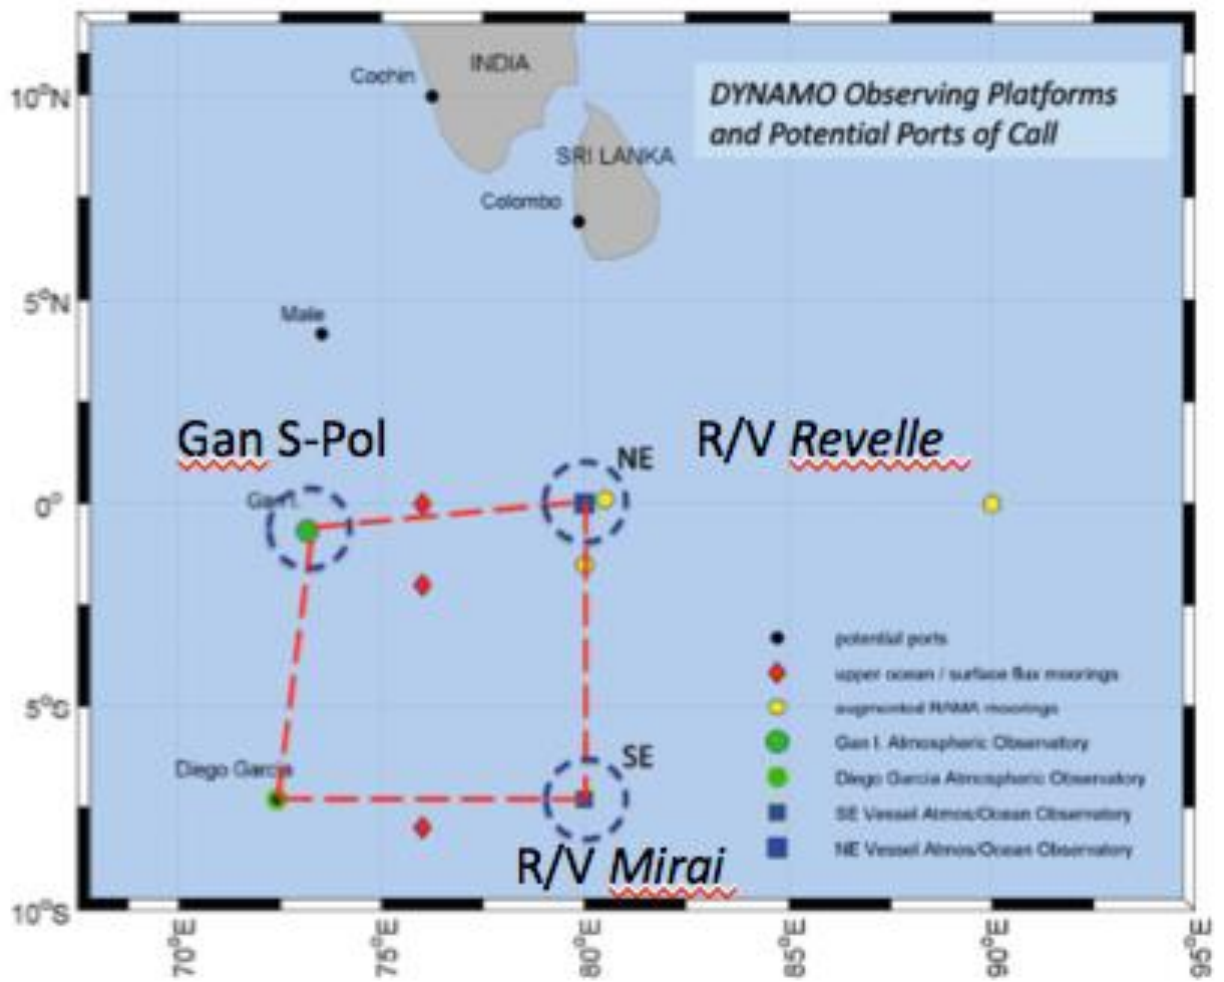 INDIA
Cochin
10°N
DYNAMO Observing Platforms
and Potential Ports of Call
SRI LANKA
Colombo
5°N
Male
Gan S-Pol
R/V Revelle
NE
Gan I.
0°
potential ports
upper ocean / surface flux moorings
5°S
augmented RAMA moorings
Gan I. Atmospheric Observatory
SE
Diego Garcia
Diego Garcia Atmospheric Observatory
SE Vessel Atmos/Ocean Observatory
NE Vessel Atmos/Ocean Observatory
R/V Mirai
10°S
70°E
75°E
80°E
85°E
90°E
95°E